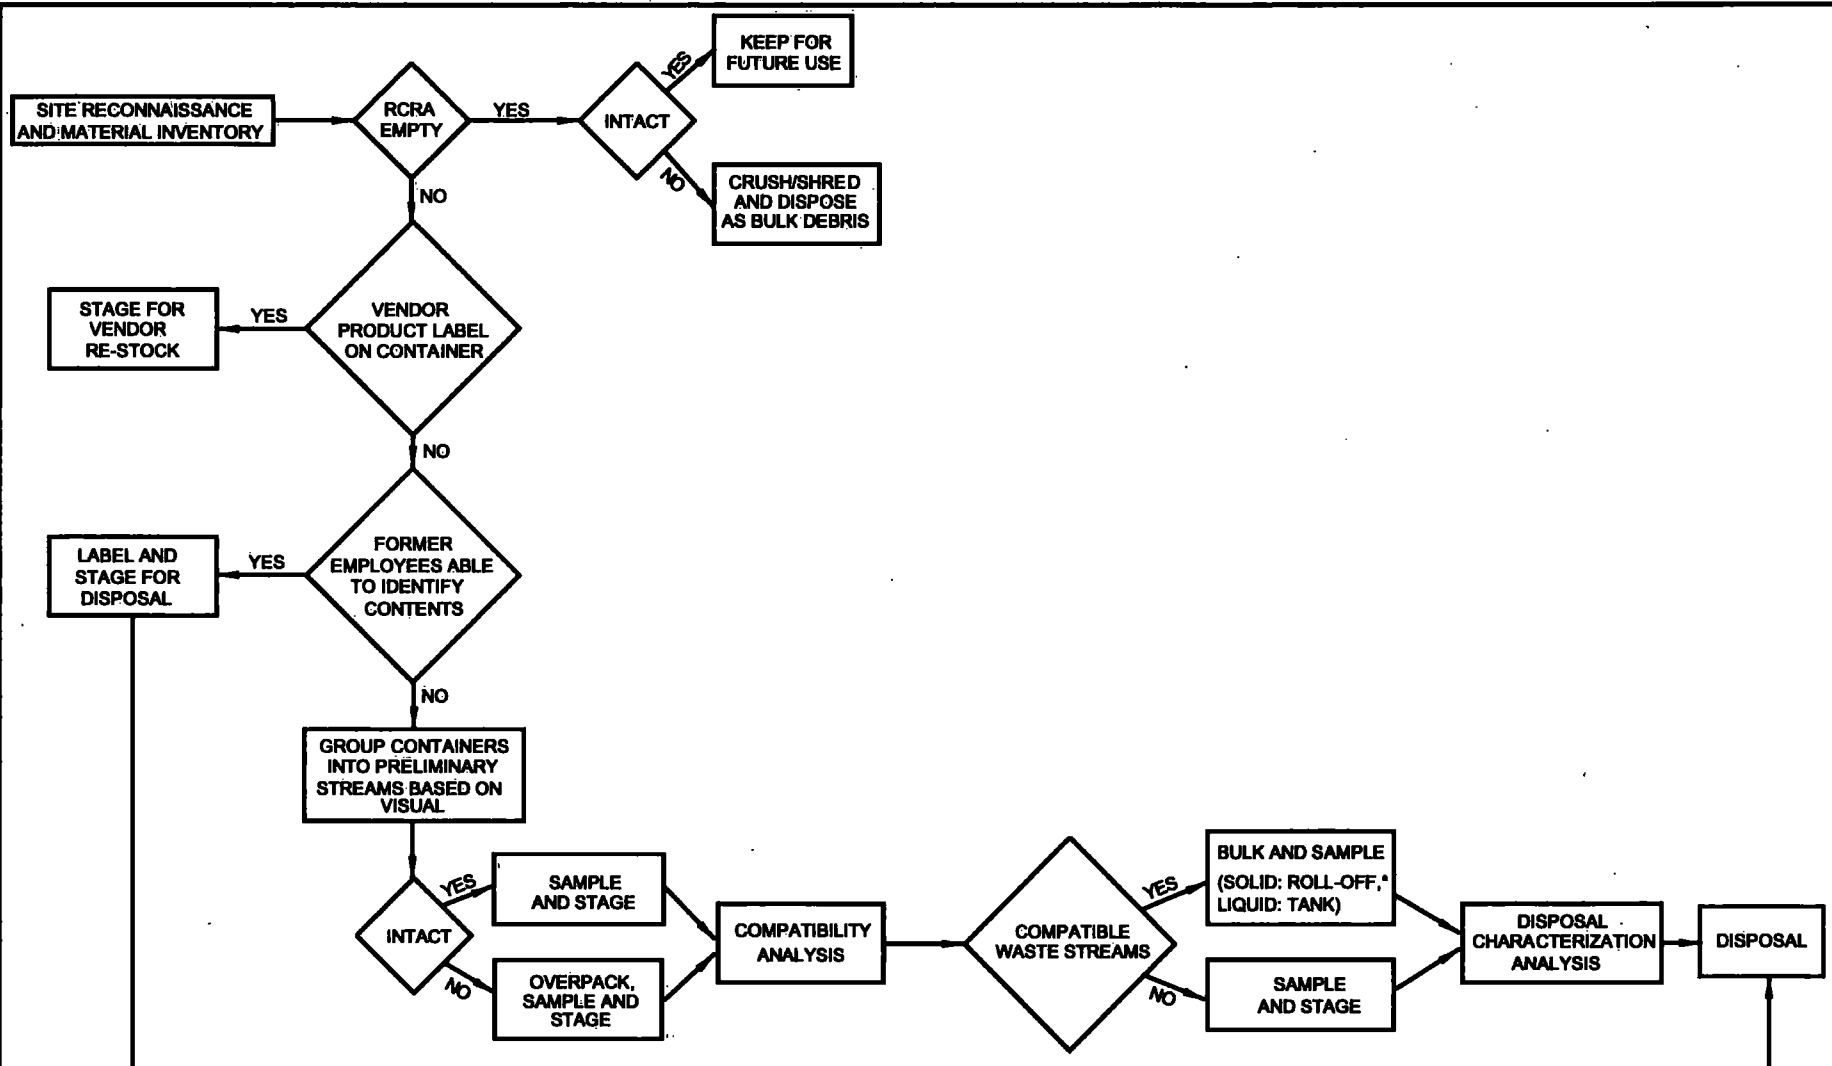 KEEP FOR
FUTURE USE
YES
SITE RECONNAISSANCE
AND MATERIAL INVENTORY
RCRA
EMPTY
YES
INTACT
NO
CRUSH/SHRED
AND DISPOSE
AS BULK DEBRIS
NO
STAGE FOR
VENDOR
RE-STOCK
YES
VENDOR
PRODUCT LABEL
ON CONTAINER
NO
LABEL AND
STAGE FOR
DISPOSAL
YES
FORMER
EMPLOYEES ABLE
TO IDENTIFY
CONTENTS
NO
GROUP CONTAINERS
INTO PRELIMINARY
STREAMS BASED ON
VISUAL
INTACT
YES
SAMPLE
AND STAGE
NO
OVERPACK,
SAMPLE AND
STAGE
COMPATIBILITY
ANALYSIS
COMPATIBLE
WASTE STREAMS
YES
BULK AND SAMPLE
(SOLID: ROLL-OFF,
LIQUID: TANK)
NO
SAMPLE
AND STAGE
DISPOSAL
CHARACTERIZATION
ANALYSIS
DISPOSAL